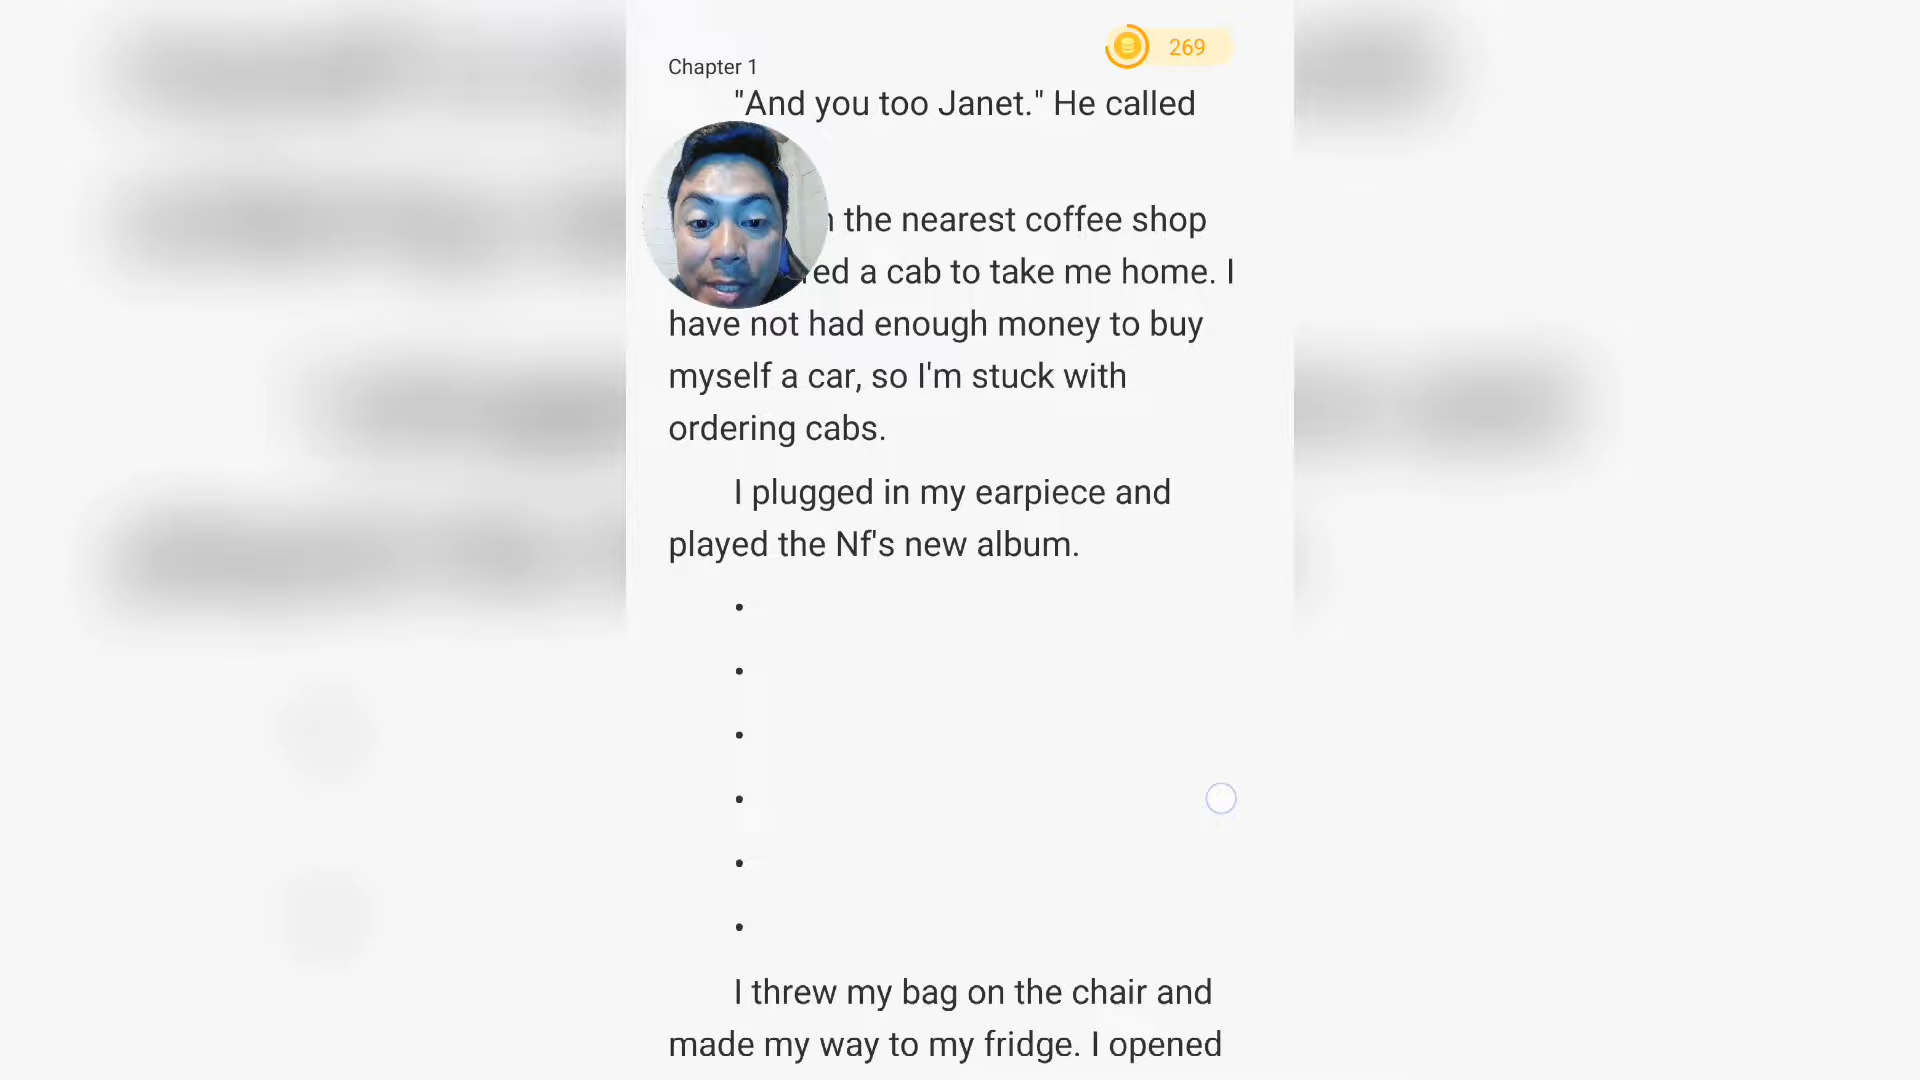 269
Chapter 1
"And you too Janet." He called
the nearest coffee shop
a cab to take me home. I
have not had enough money to buy
myself a car, so I'm stuck with
ordering cabs.
I plugged in my earpiece and
played the Nf's new album.
•
•
•
•
•
•
I threw my bag on the chair and
made my way to my fridge. I opened